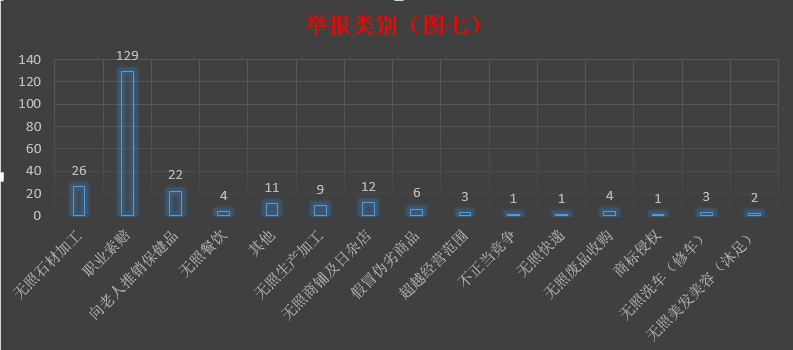 举报类别（图七）
140
120
100
80
60
40
20
0
26
129
22
4
11
9
12
6
3
1
1
4
1
3
2
无照石材加工
职业索赔
向老人推销保健品
无照餐饮
其他
无照生产加工
无照商铺及日杂店
假冒伪劣商品
超越经营范围
不正当竞争
无照快递
无照废品收购
商标侵权
无照洗车（修车）
无照美发美容（沐足）